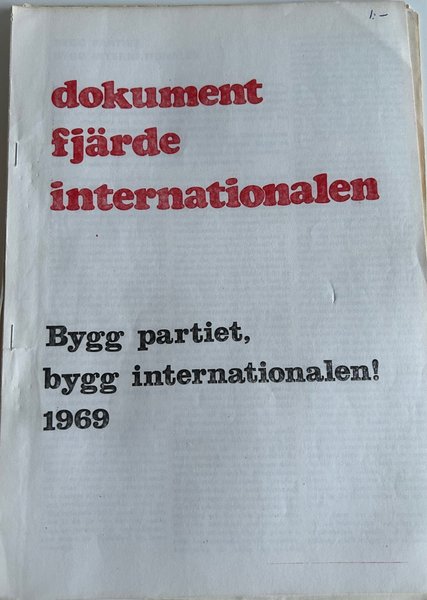 1:-
dokument
fjärde
internationalen
Bygg partiet,
bygg internationalen!
1969